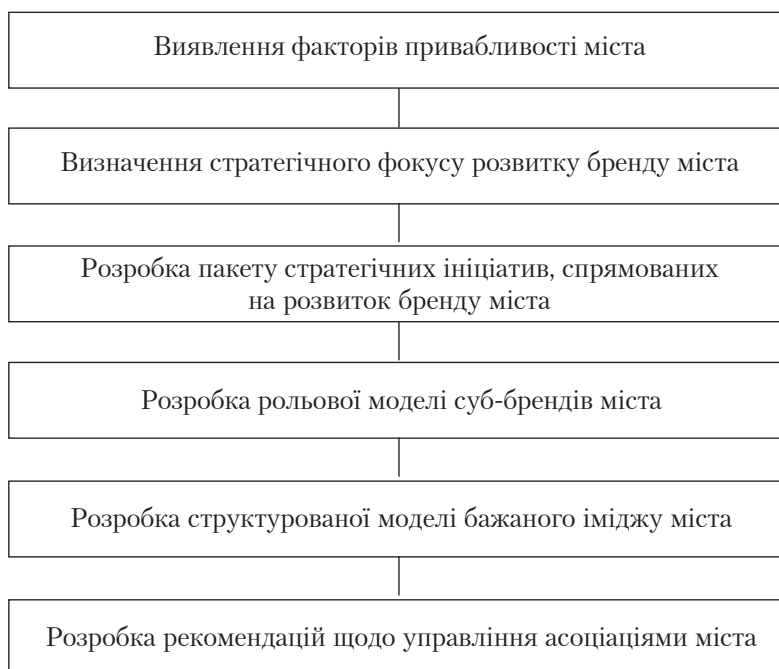 Виявлення факторів привабливості міста
Визначення стратегічного фокусу розвитку бренду міста
Розробка пакету стратегічних ініціатив, спрямованих
на розвиток бренду міста
Розробка рольової моделі суб-брендів міста
Розробка структурованої моделі бажаного іміджу міста
Розробка рекомендацій щодо управління асоціаціями міста